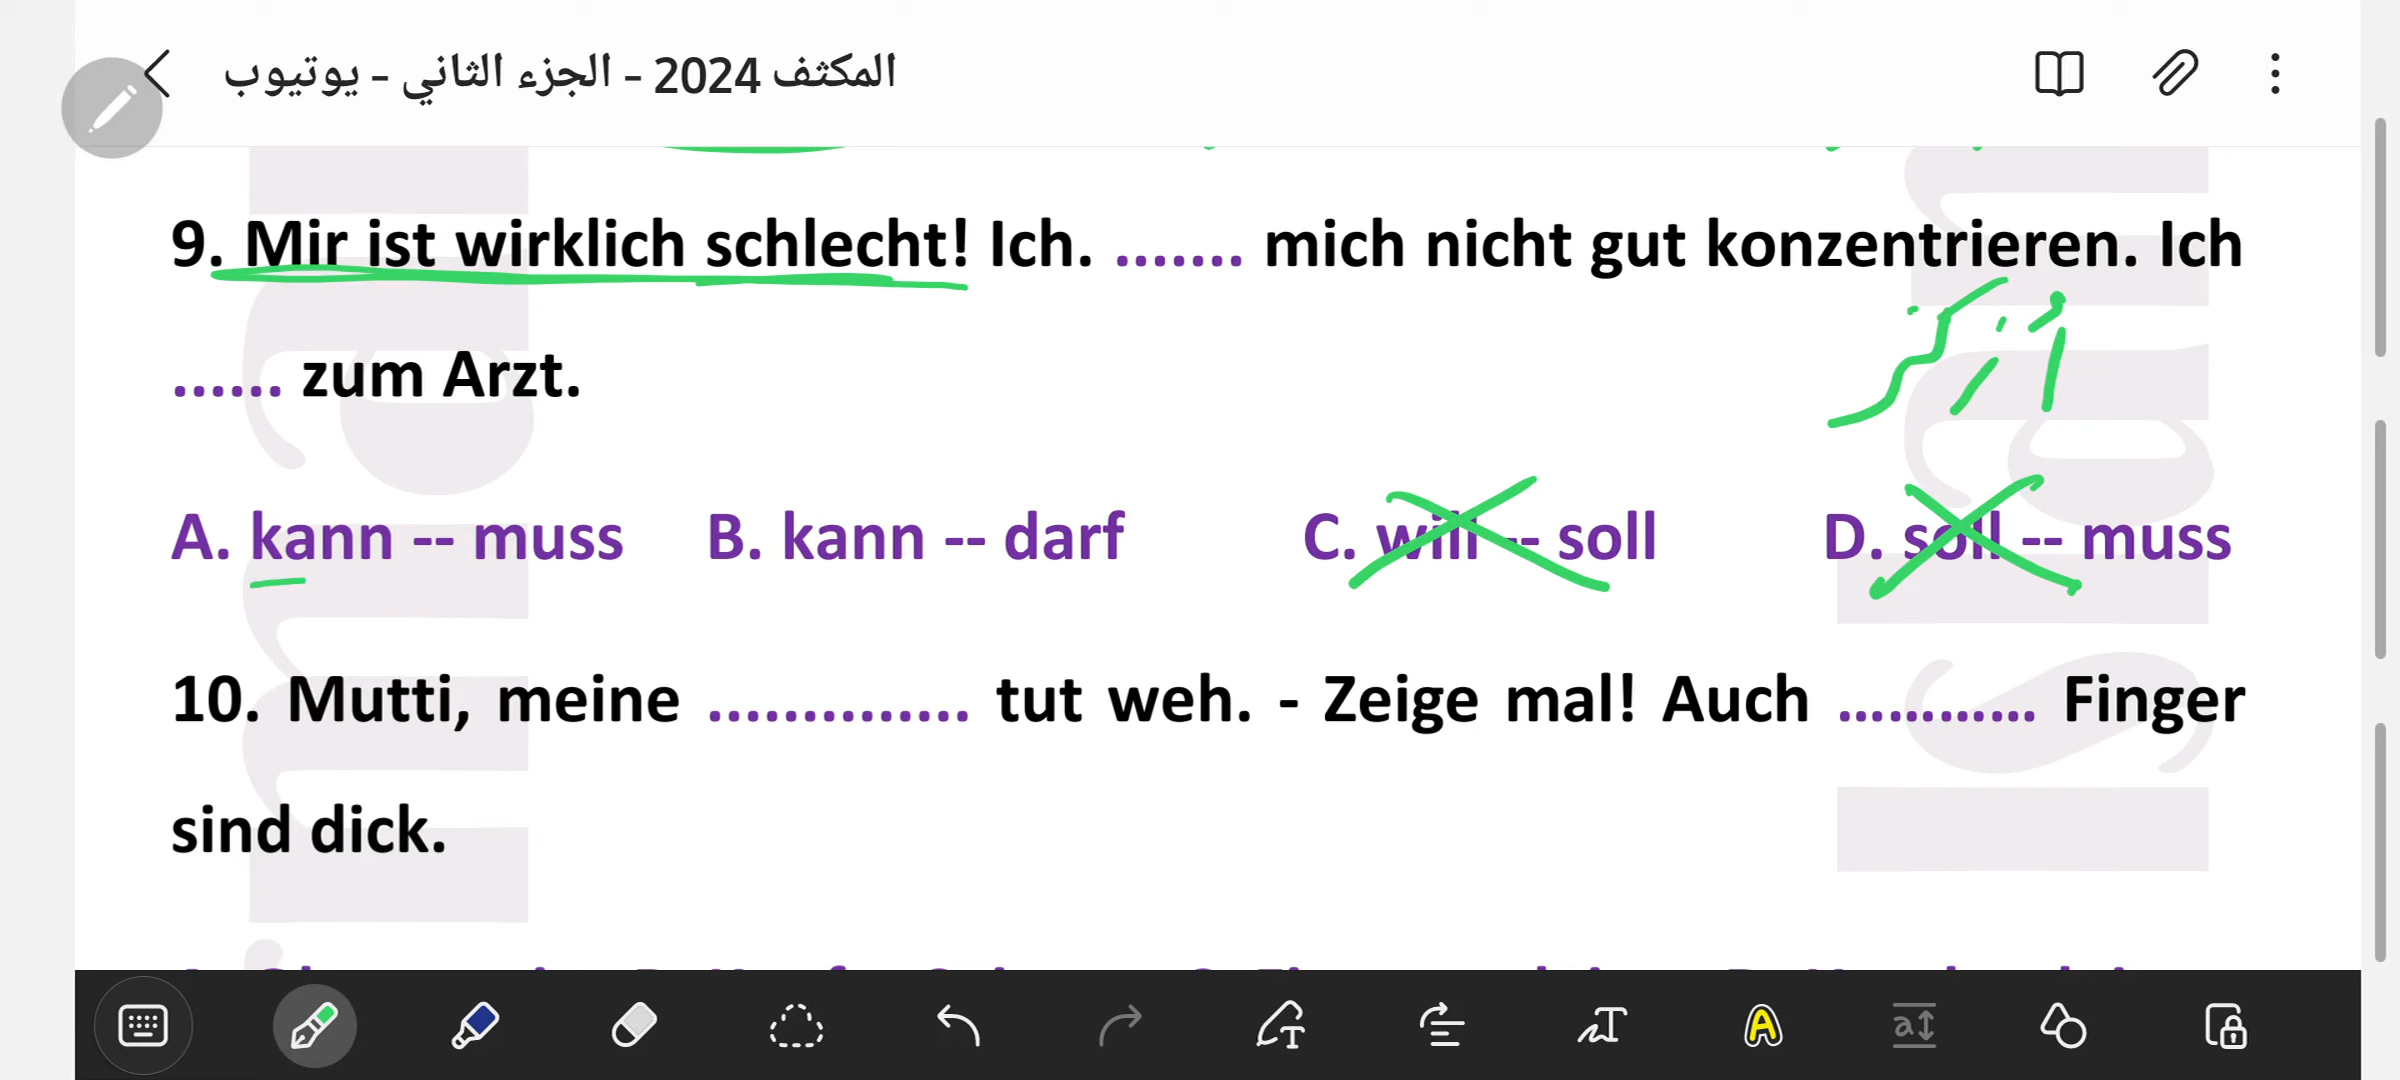 المكثف 2024 - الجزء الثاني - يوتيوب
9. Mir ist wirklich schlecht! Ich. ....... mich nicht gut konzentrieren. Ich
...... zum Arzt.
A. kann -- muss B. kann -- darf C. will -- soll D. soll -- muss
10. Mutti, meine .............. tut weh. - Zeige mal! Auch ............ Finger
sind dick.